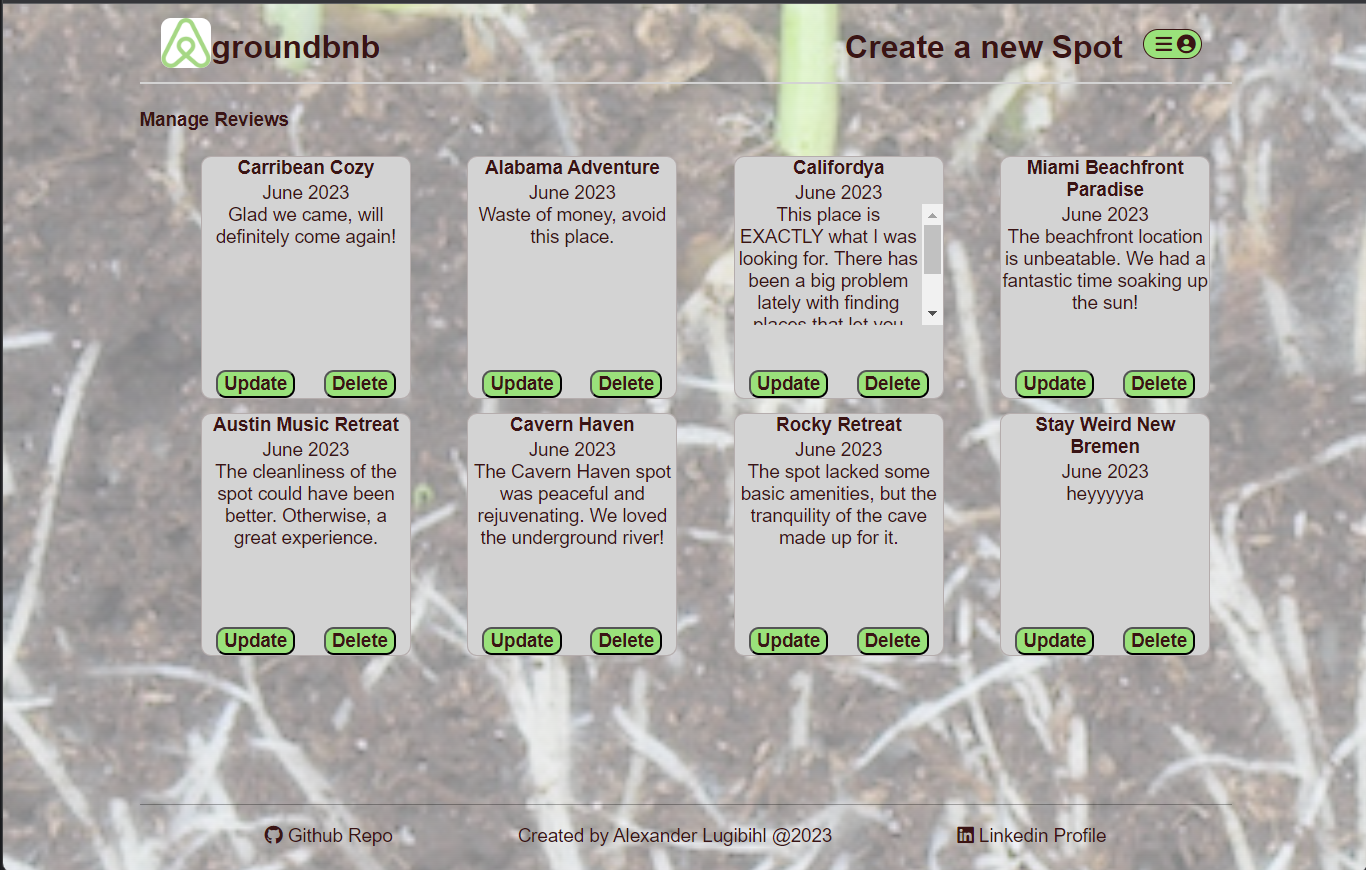 groundbnb
Create a new Spot
Manage Reviews
Carribean Cozy
June 2023
Glad we came, will
definitely come again!
Update Delete
Alabama Adventure
June 2023
Waste of money, avoid
this place.
Update Delete
Califordya
June 2023
This place is
EXACTLY what I was
looking for. There has
been a big problem
lately with finding
places that let you
Update Delete
Miami Beachfront
Paradise
June 2023
The beachfront location
is unbeatable. We had a
fantastic time soaking up
the sun!
Update Delete
Austin Music Retreat
June 2023
The cleanliness of the
spot could have been
better. Otherwise, a
great experience.
Update Delete
Cavern Haven
June 2023
The Cavern Haven spot
was peaceful and
rejuvenating. We loved
the underground river!
Update Delete
Rocky Retreat
June 2023
The spot lacked some
basic amenities, but the
tranquility of the cave
made up for it.
Update Delete
Stay Weird New
Bremen
June 2023
heyyyyya
Update Delete
Github Repo
Created by Alexander Lugibihl @2023
Linkedin Profile